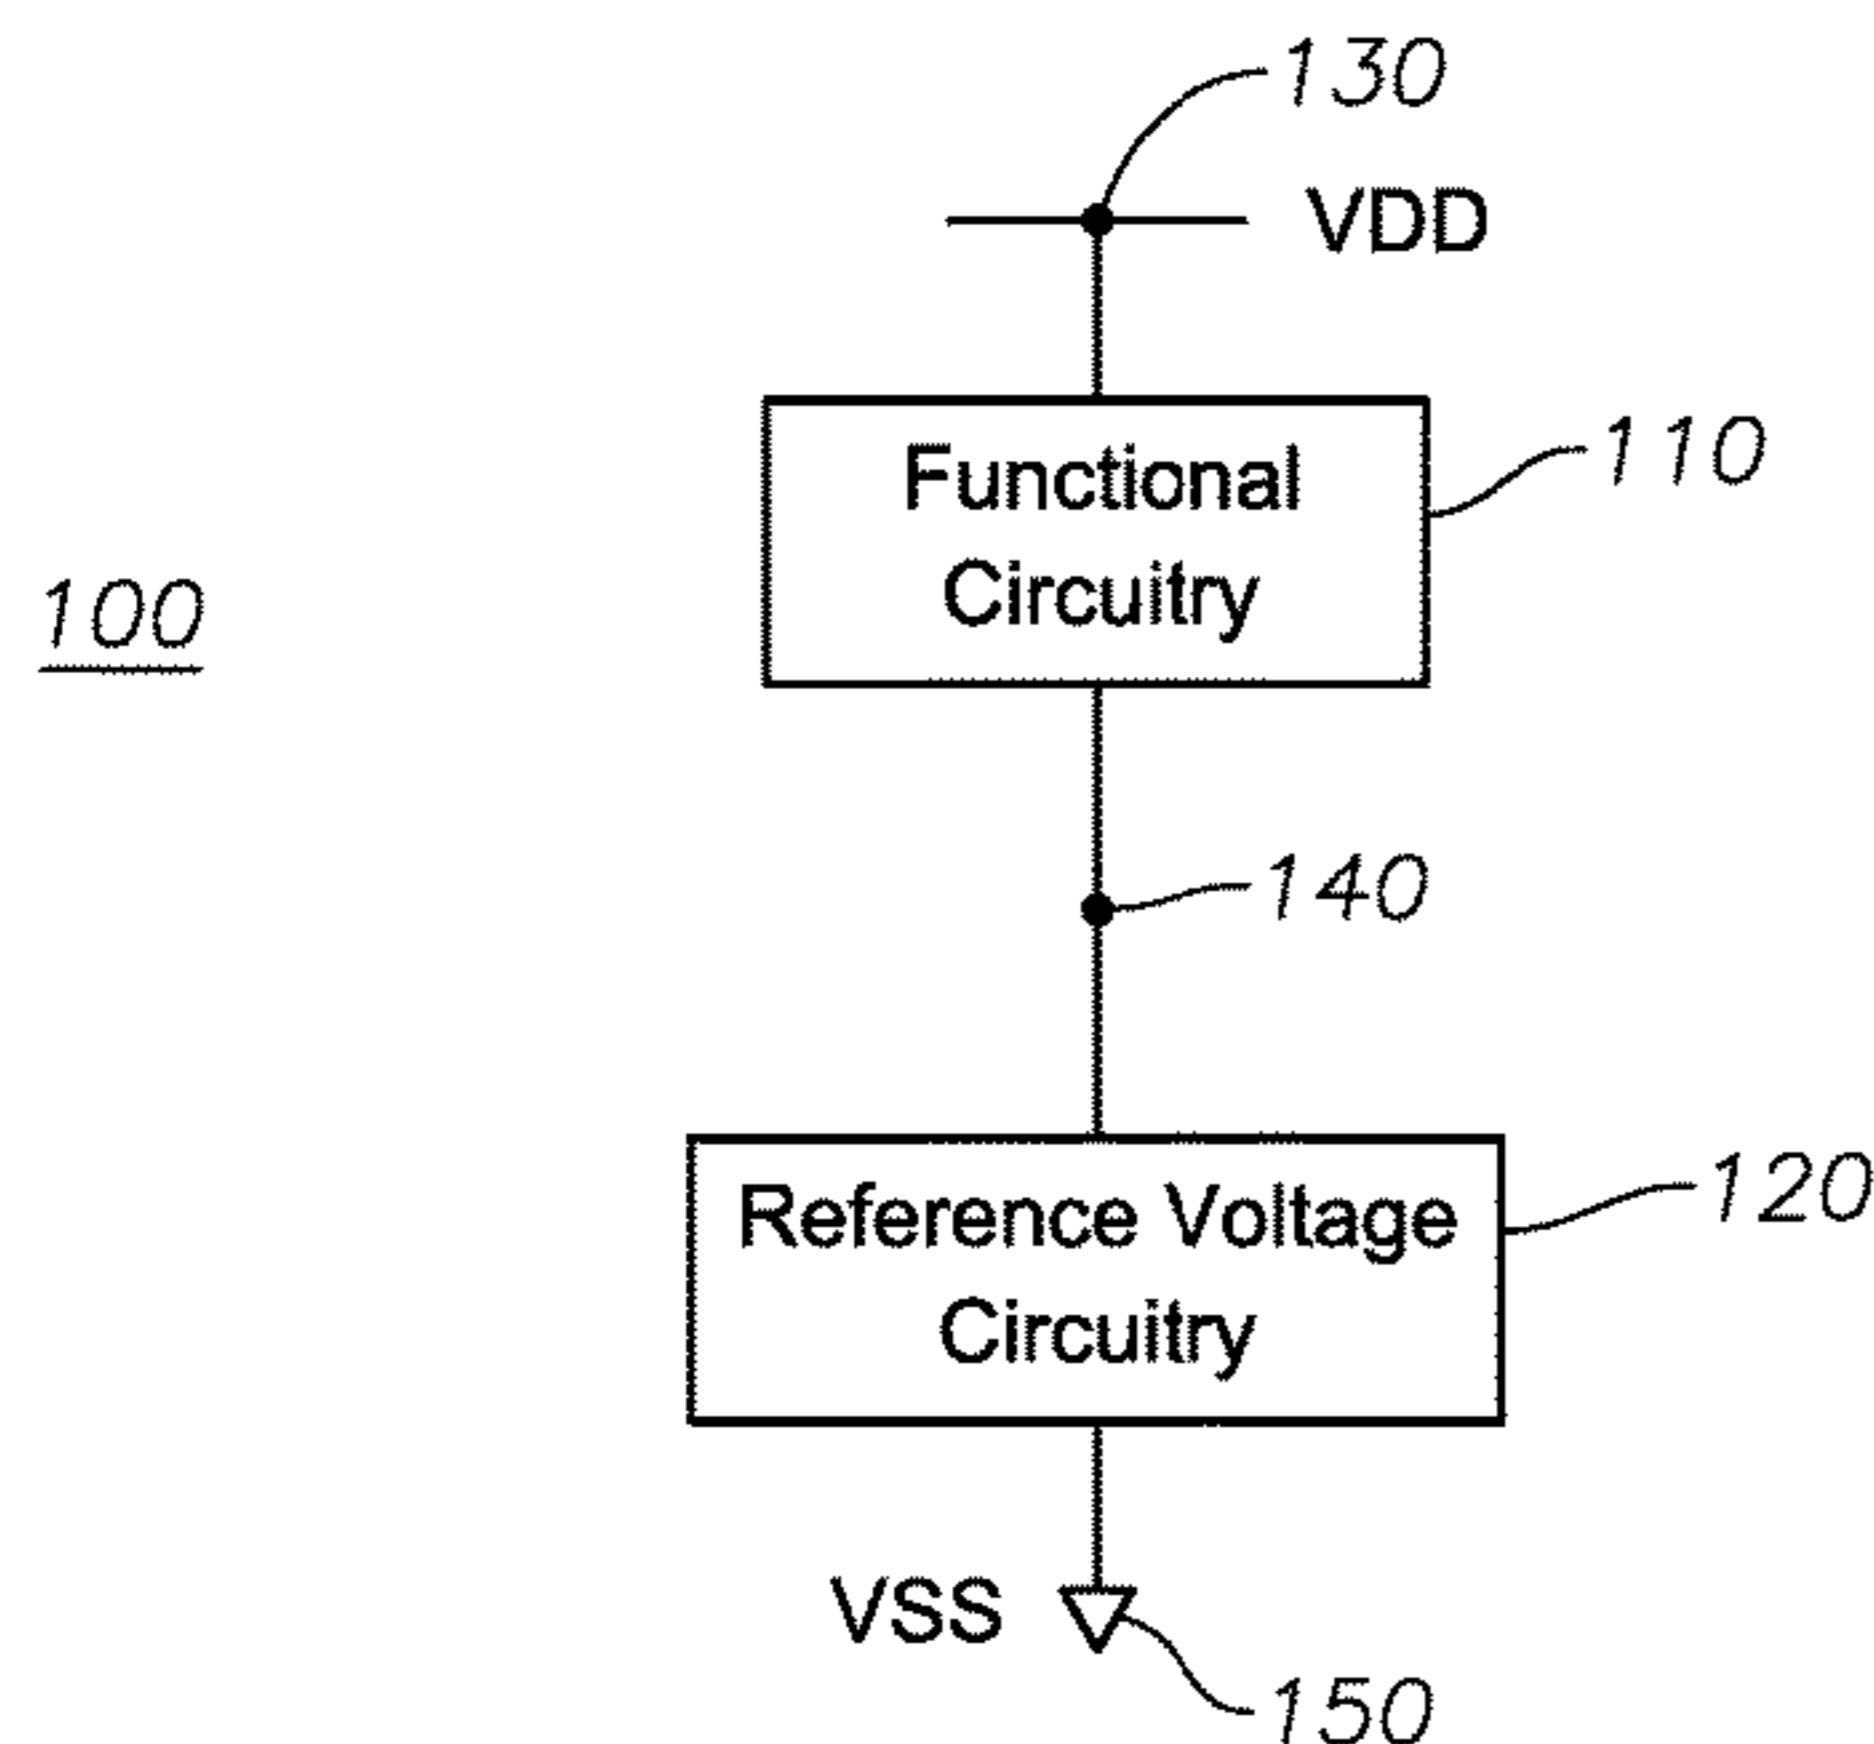 130
VDD
Functional
Circuitry
110
100
140
Reference Voltage
Circuitry
120
VSS
150